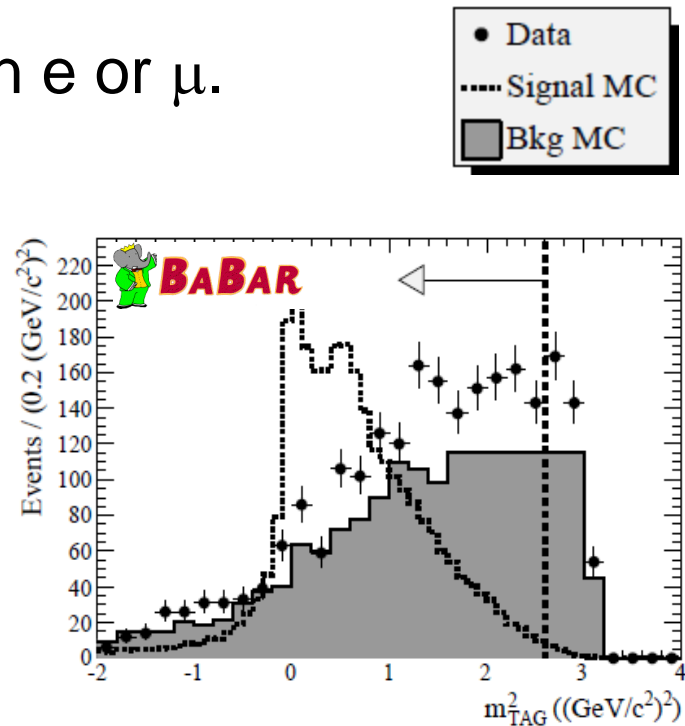 n e or μ.
Data
Signal MC
Bkg MC
BABAR
Events / (0.2 (GeV/c²)²)
220
200
180
160
140
120
100
80
60
40
20
0
-2 -1 0 1 2 3 4
m²TAG ((GeV/c²)²)